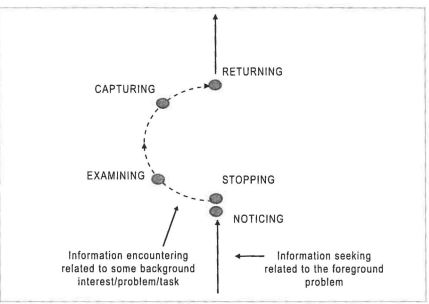 RETURNING
CAPTURING
EXAMINING
STOPPING
NOTICING
Information encountering
related to some background
interest/problem/task
Information seeking
related to the foreground
problem